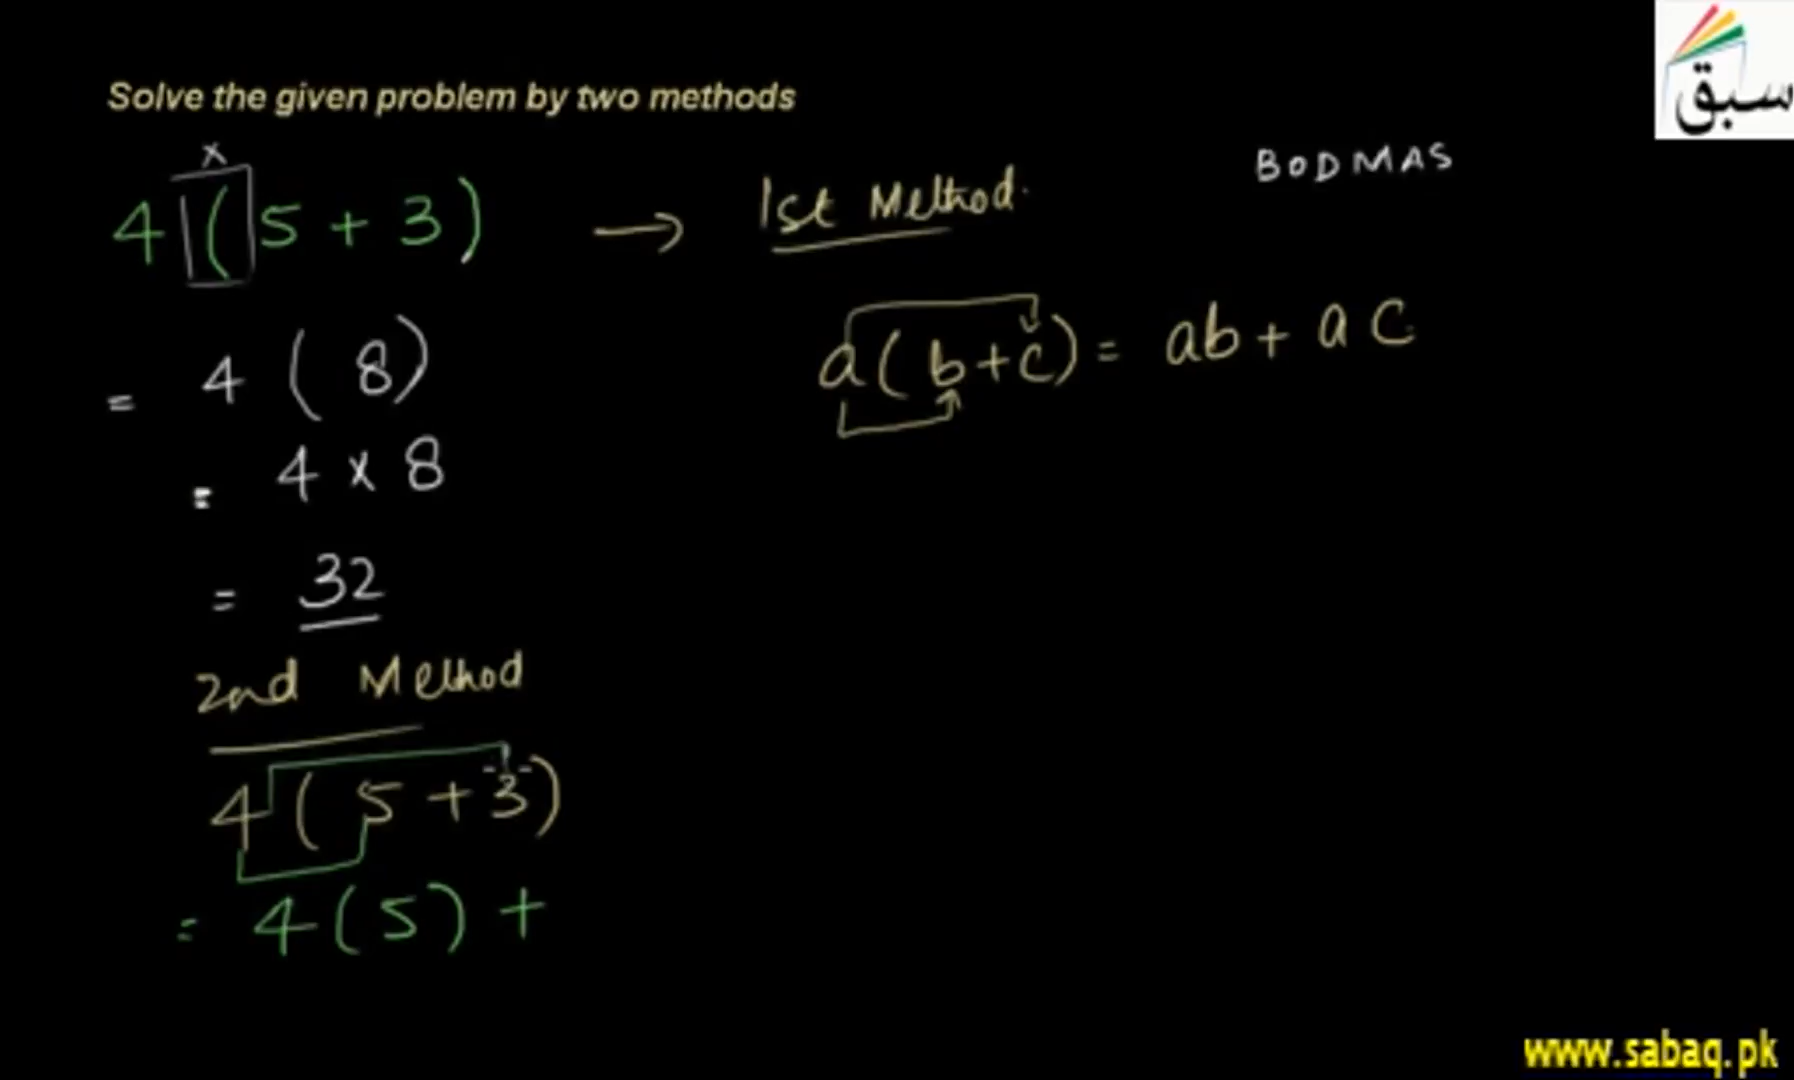 سبق
Solve the given problem by two methods
BODMAS
x
4 ( 5 + 3 ) → 1st Method.
= 4 ( 8 )
a ( b + c ) = ab + ac
= 4 x 8
= 32
2nd Method
4 ( 5 + 3 )
= 4 ( 5 ) +
www.sabaq.pk